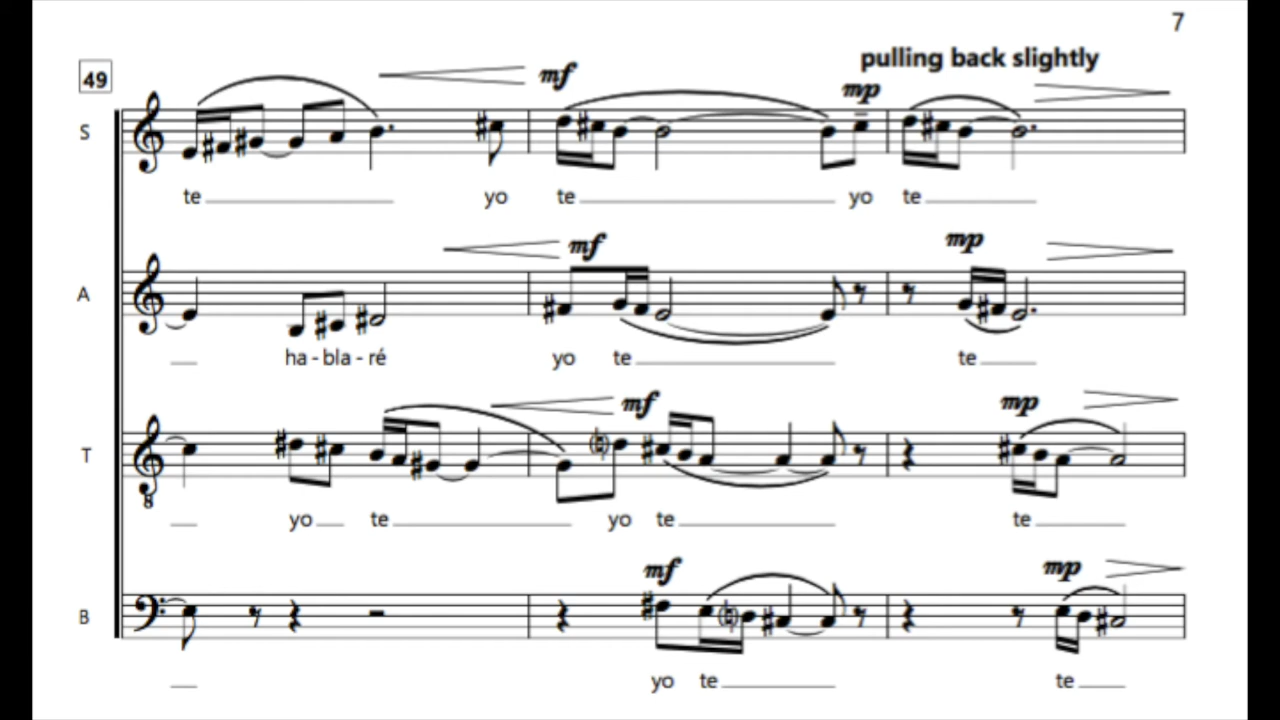 7
pulling back slightly
49
mf
mp
S
te yo te yo te
mf
mp
A
ha - bla - ré yo te te
mf
mp
T
8
yo te yo te te
mf
mp
B
yo te te